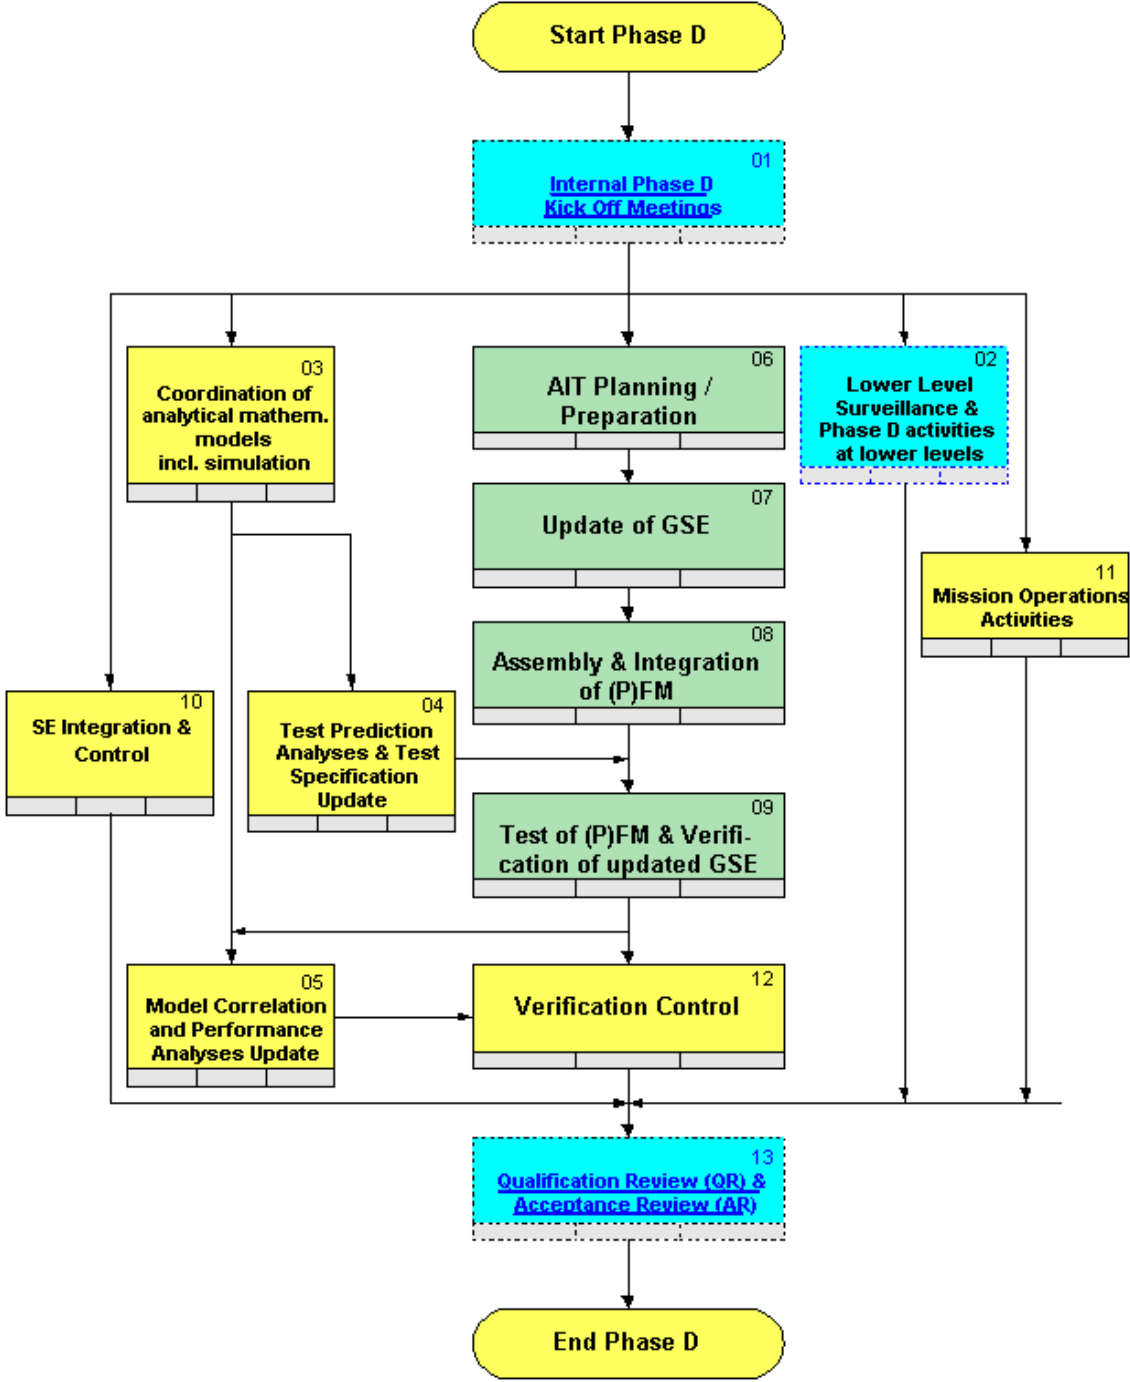 Start Phase D
01
Internal Phase D
Kick Off Meetings
03
Coordination of
analytical mathem.
models
incl. simulation
06
AIT Planning /
Preparation
02
Lower Level
Surveillance &
Phase D activities
at lower levels
07
Update of GSE
11
Mission Operations
Activities
08
Assembly & Integration
of (P)FM
10
SE Integration &
Control
04
Test Prediction
Analyses & Test
Specification
Update
09
Test of (P)FM & Verifi-
cation of updated GSE
05
Model Correlation
and Performance
Analyses Update
12
Verification Control
13
Qualification Review (QR) &
Acceptance Review (AR)
End Phase D